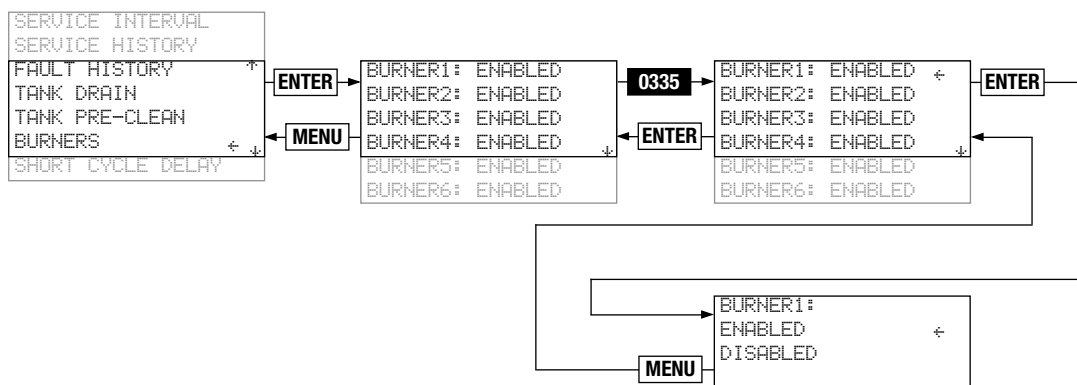 SERVICE INTERVAL
SERVICE HISTORY
FAULT HISTORY ↑
TANK DRAIN
TANK PRE-CLEAN
BURNERS ← ↓
SHORT CYCLE DELAY
ENTER
MENU
BURNER1: ENABLED
BURNER2: ENABLED
BURNER3: ENABLED
BURNER4: ENABLED ↓
BURNER5: ENABLED
BURNER6: ENABLED
0335
ENTER
BURNER1: ENABLED ←
BURNER2: ENABLED
BURNER3: ENABLED
BURNER4: ENABLED ↓
BURNER5: ENABLED
BURNER6: ENABLED
ENTER
BURNER1:
ENABLED ←
DISABLED
MENU